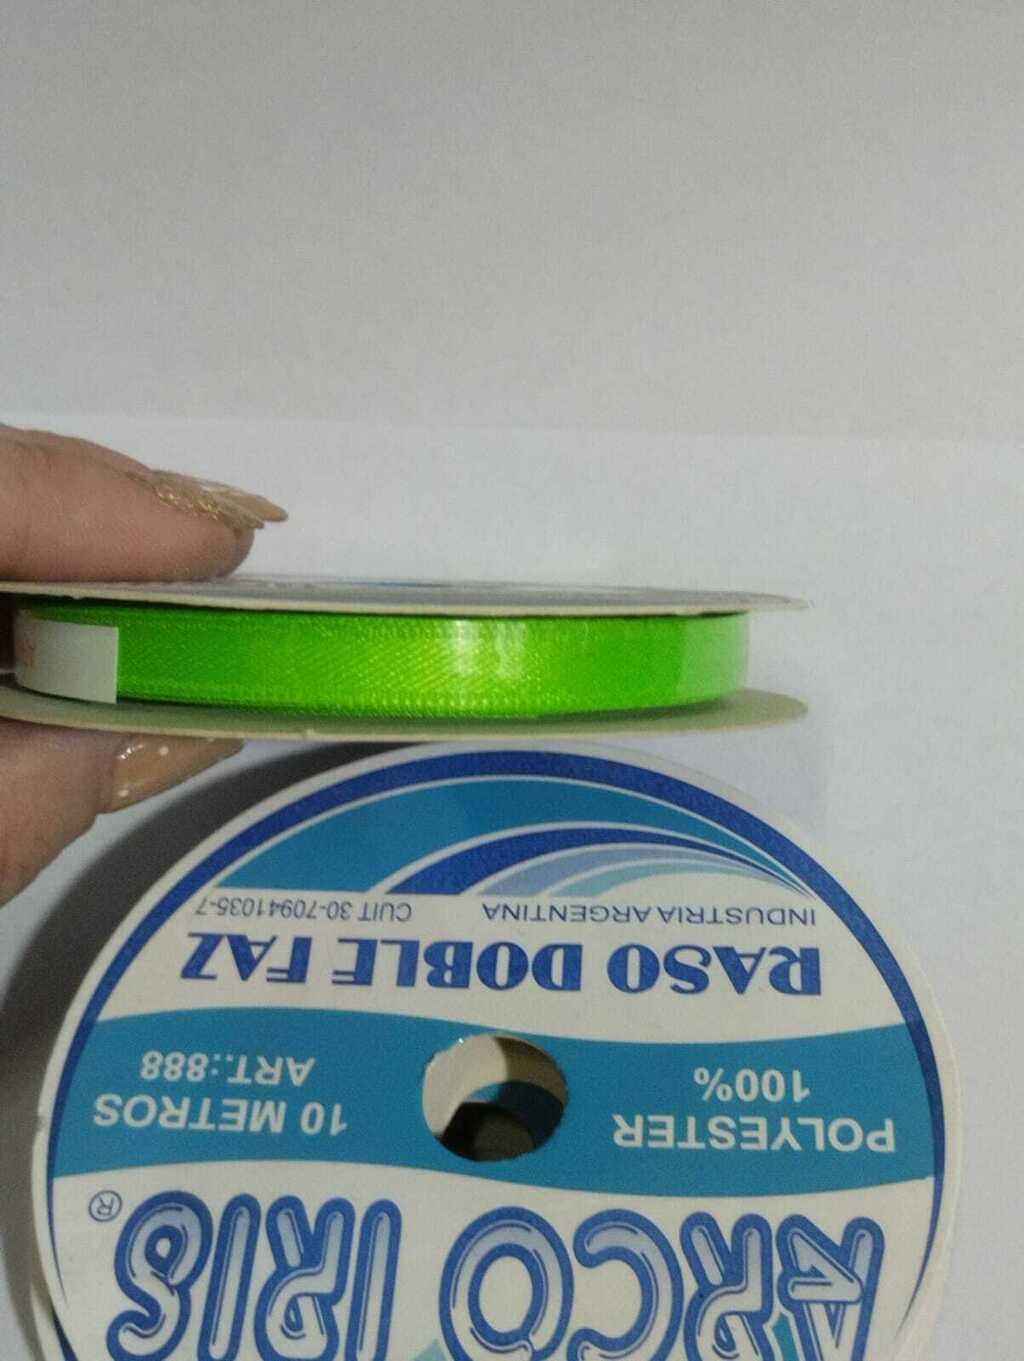 ARCO IRIS®
POLYESTER
100%
10 METROS
ART.:888
RASO DOBLE FAZ
INDUSTRIA ARGENTINA
CUIT 30-70941035-7